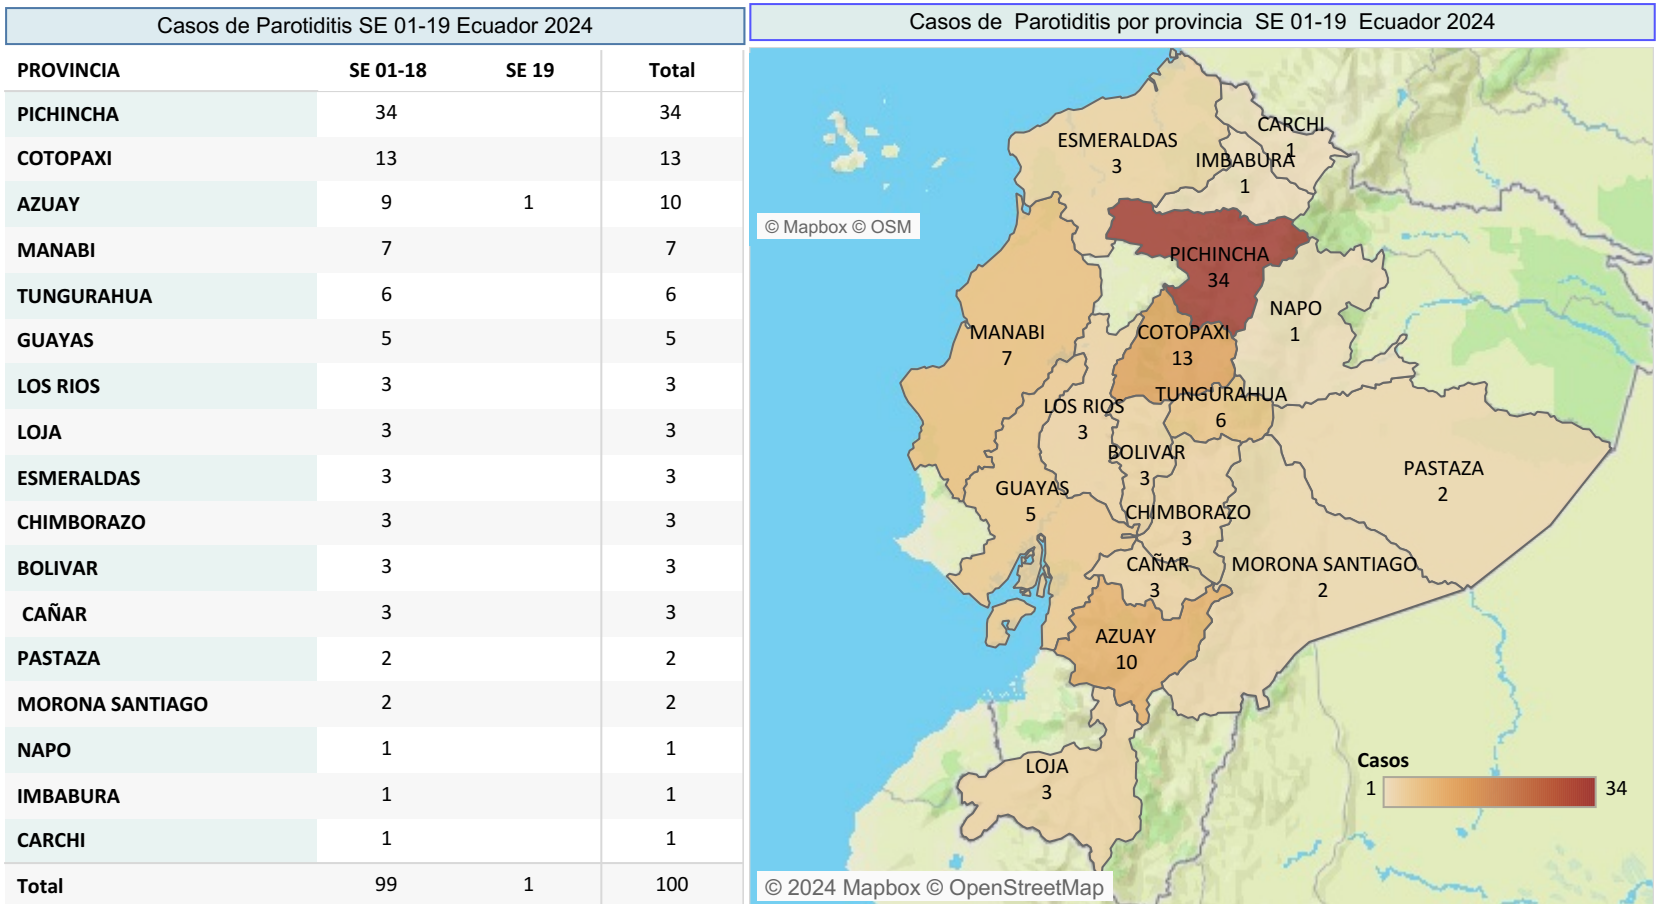 Casos de Parotiditis SE 01-19 Ecuador 2024
PROVINCIA SE 01-18 SE 19 Total
PICHINCHA 34 34
COTOPAXI 13 13
AZUAY 9 1 10
MANABI 7 7
TUNGURAHUA 6 6
GUAYAS 5 5
LOS RIOS 3 3
LOJA 3 3
ESMERALDAS 3 3
CHIMBORAZO 3 3
BOLIVAR 3 3
CAÑAR 3 3
PASTAZA 2 2
MORONA SANTIAGO 2 2
NAPO 1 1
IMBABURA 1 1
CARCHI 1 1
Total 99 1 100
Casos de Parotiditis por provincia SE 01-19 Ecuador 2024
CARCHI
1
ESMERALDAS
3
IMBABURA
1
© Mapbox © OSM
PICHINCHA
34
NAPO
1
MANABI
7
COTOPAXI
13
TUNGURAHUA
6
LOS RIOS
3
BOLIVAR
3
PASTAZA
2
GUAYAS
5
CHIMBORAZO
3
CAÑAR
3
MORONA SANTIAGO
2
AZUAY
10
LOJA
3
Casos
1 34
© 2024 Mapbox © OpenStreetMap